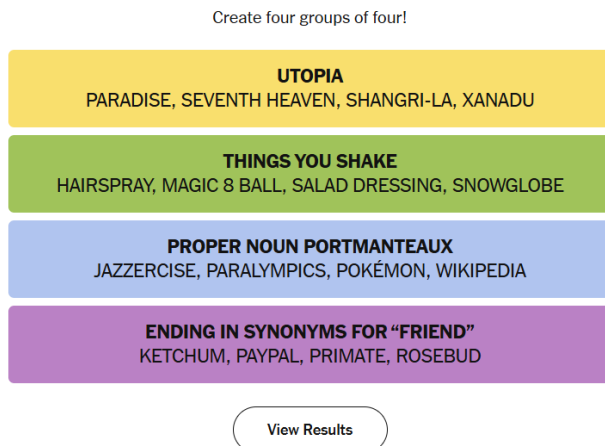 Create four groups of four!
UTOPIA
PARADISE, SEVENTH HEAVEN, SHANGRI-LA, XANADU
THINGS YOU SHAKE
HAIRSPRAY, MAGIC 8 BALL, SALAD DRESSING, SNOWGLOBE
PROPER NOUN PORTMANTEAUX
JAZZERCISE, PARALYMPICS, POKÉMON, WIKIPEDIA
ENDING IN SYNONYMS FOR “FRIEND”
KETCHUM, PAYPAL, PRIMATE, ROSEBUD
View Results